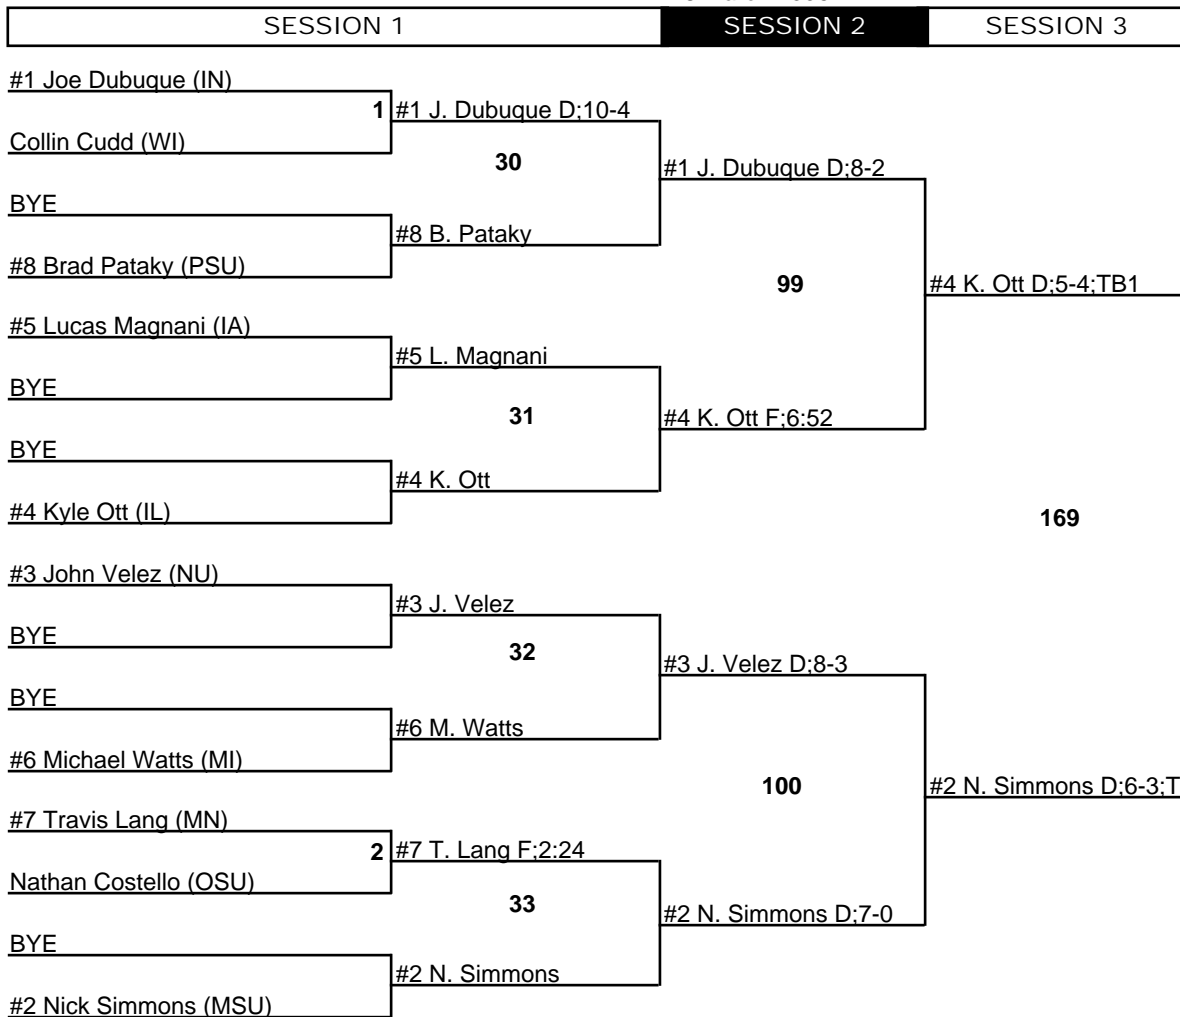 SESSION 1 SESSION 2 SESSION 3
#1 Joe Dubuque (IN)
1 #1 J. Dubuque D;10-4
Collin Cudd (WI)
30
#1 J. Dubuque D;8-2
BYE
#8 B. Pataky
#8 Brad Pataky (PSU)
99
#4 K. Ott D;5-4;TB1
#5 Lucas Magnani (IA)
#5 L. Magnani
BYE
31
#4 K. Ott F;6:52
BYE
#4 K. Ott
#4 Kyle Ott (IL)
169
#3 John Velez (NU)
#3 J. Velez
BYE
32
#3 J. Velez D;8-3
BYE
#6 M. Watts
#6 Michael Watts (MI)
100
#2 N. Simmons D;6-3;T
#7 Travis Lang (MN)
2 #7 T. Lang F;2:24
Nathan Costello (OSU)
33
#2 N. Simmons D;7-0
BYE
#2 N. Simmons
#2 Nick Simmons (MSU)